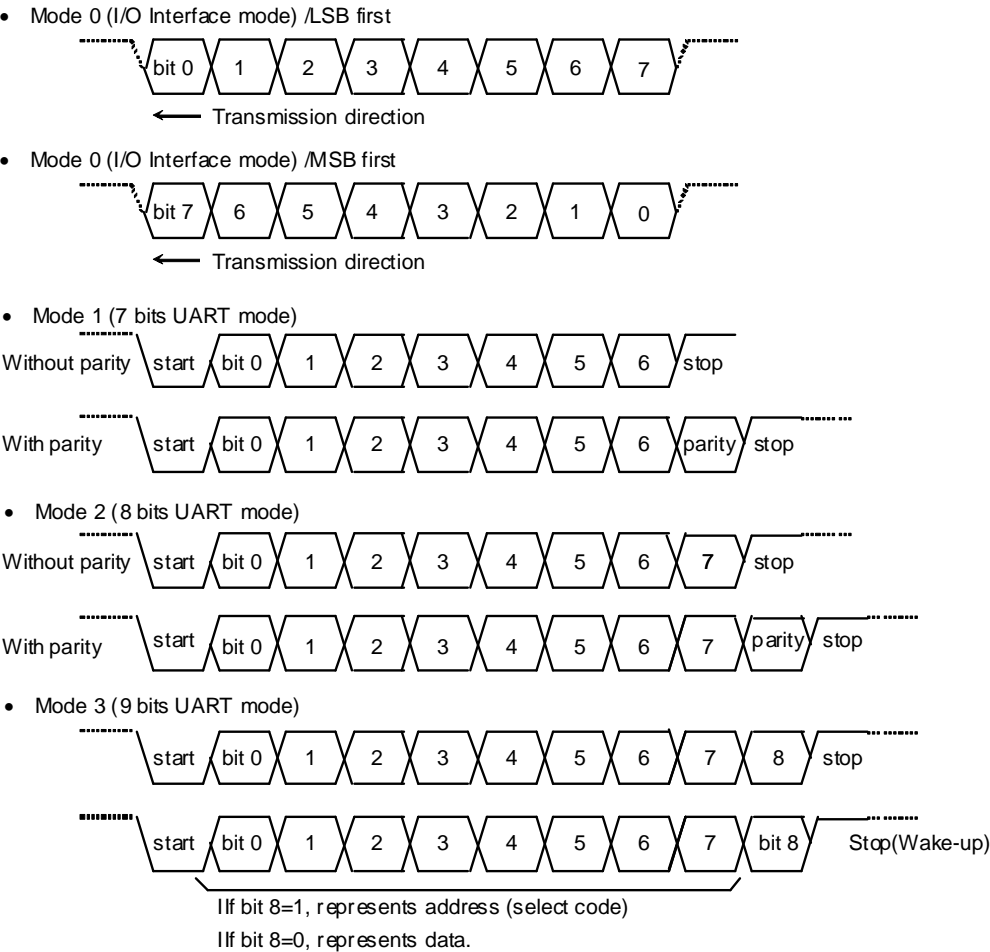 • Mode 0 (I/O Interface mode) /LSB first
bit 0 1 2 3 4 5 6 7
← Transmission direction
• Mode 0 (I/O Interface mode) /MSB first
bit 7 6 5 4 3 2 1 0
← Transmission direction
• Mode 1 (7 bits UART mode)
Without parity start bit 0 1 2 3 4 5 6 stop
With parity start bit 0 1 2 3 4 5 6 parity stop
• Mode 2 (8 bits UART mode)
Without parity start bit 0 1 2 3 4 5 6 7 stop
With parity start bit 0 1 2 3 4 5 6 7 parity stop
• Mode 3 (9 bits UART mode)
start bit 0 1 2 3 4 5 6 7 8 stop
start bit 0 1 2 3 4 5 6 7 bit 8 Stop(Wake-up)
IIf bit 8=1, represents address (select code)
IIf bit 8=0, represents data.